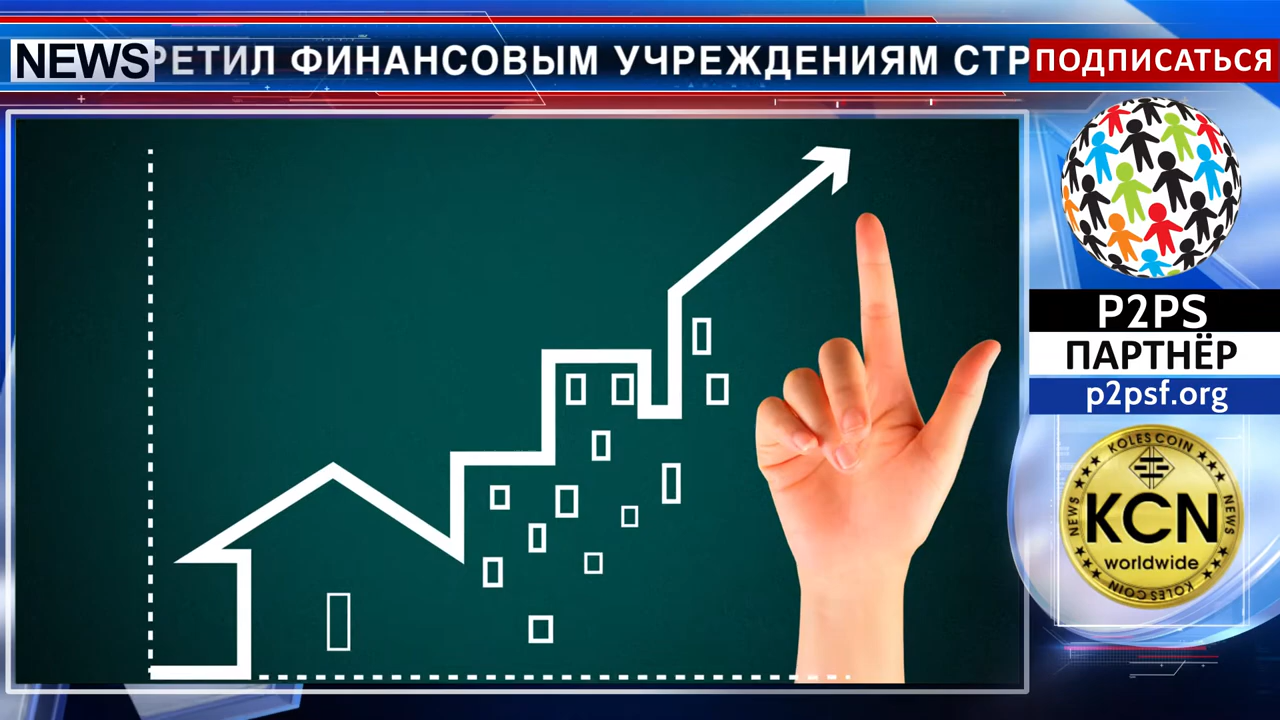 NEWS
РЕТИЛ ФИНАНСОВЫМ УЧРЕЖДЕНИЯМ СТР
ПОДПИСАТЬСЯ
P2PS
ПАРТНЁР
p2psf.org
KOLES COIN
NEWS
KCN
NEWS
worldwide
KOLES COIN